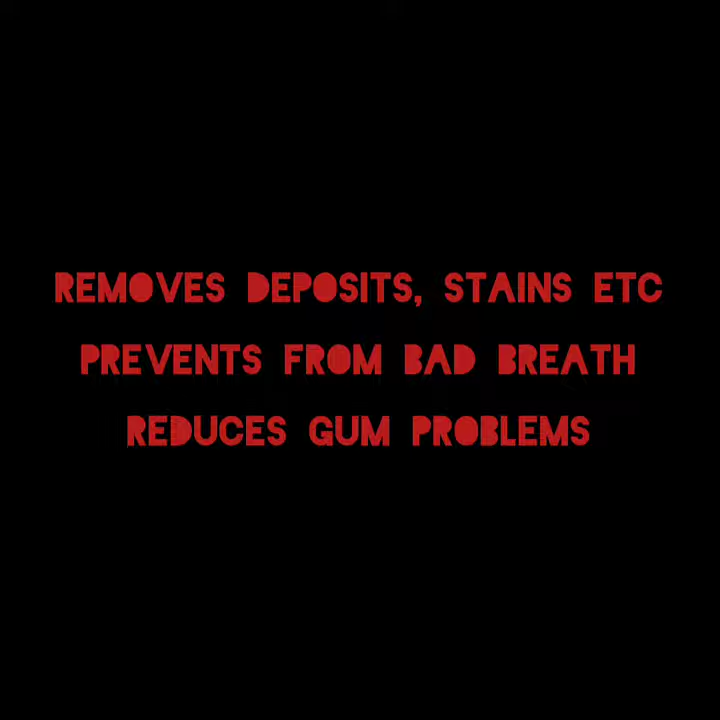 REMOVES DEPOSITS, STAINS ETC
PREVENTS FROM BAD BREATH
REDUCES GUM PROBLEMS